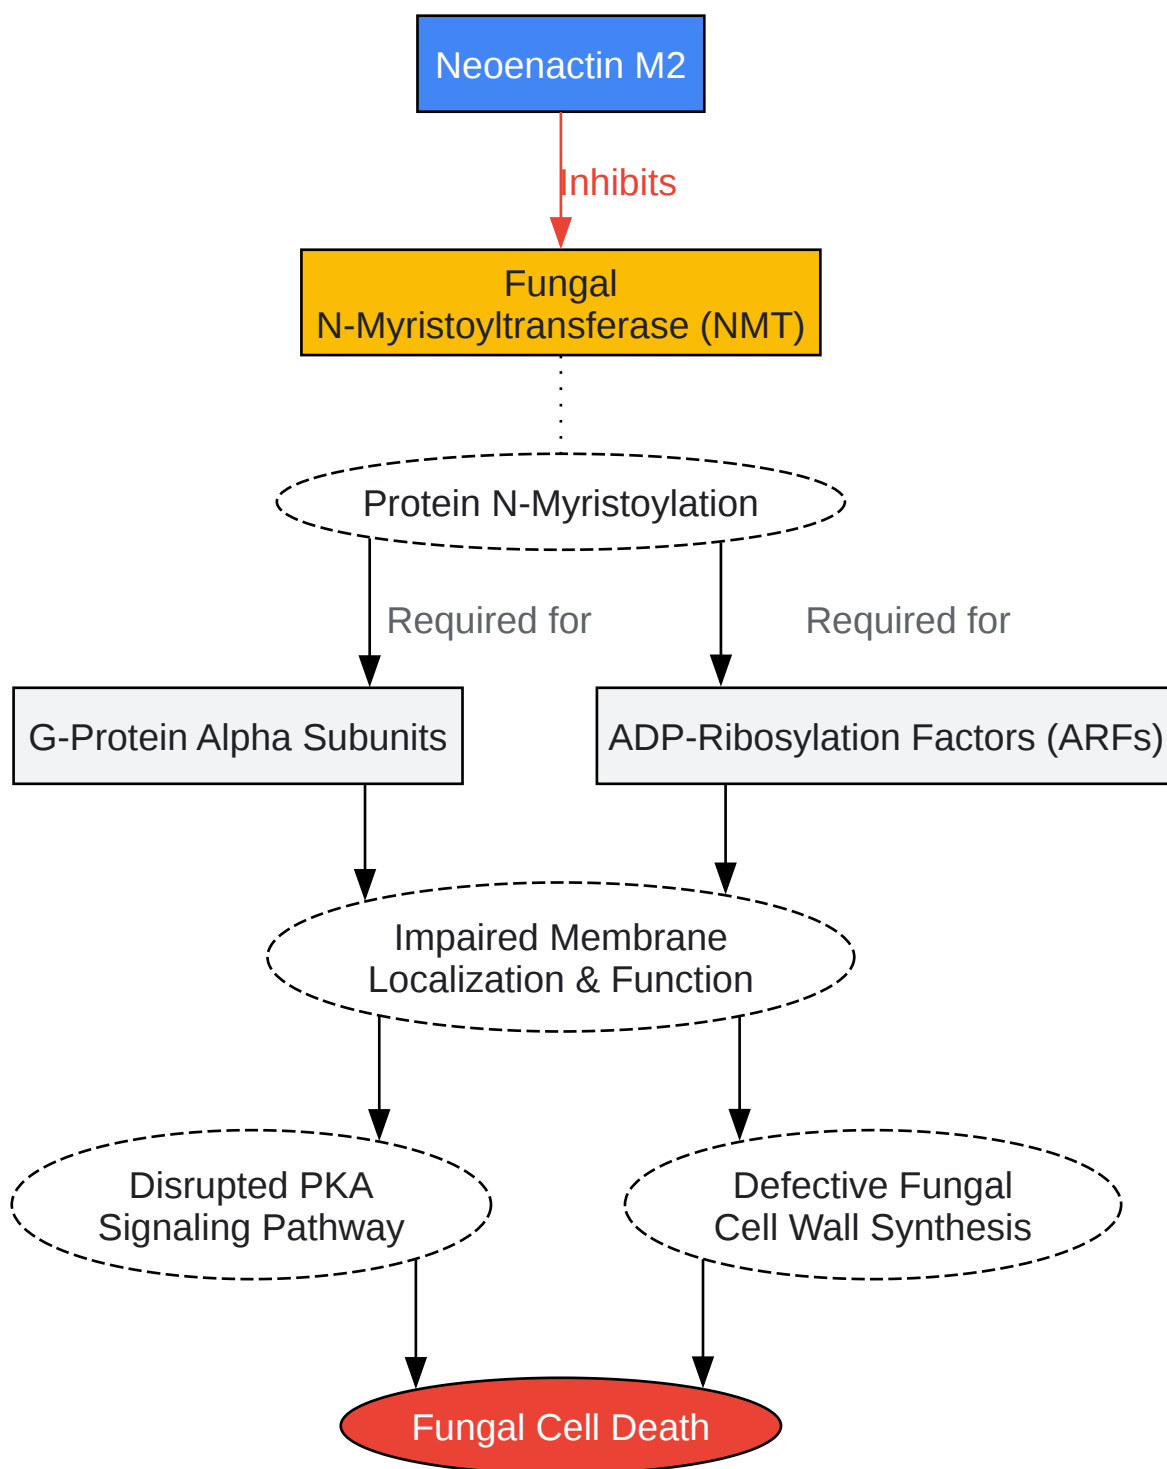 Neoenactin M2
Inhibits
Fungal
N-Myristoyltransferase (NMT)
Protein N-Myristoylation
Required for
Required for
G-Protein Alpha Subunits
ADP-Ribosylation Factors (ARFs)
Impaired Membrane
Localization & Function
Disrupted PKA
Signaling Pathway
Defective Fungal
Cell Wall Synthesis
Fungal Cell Death